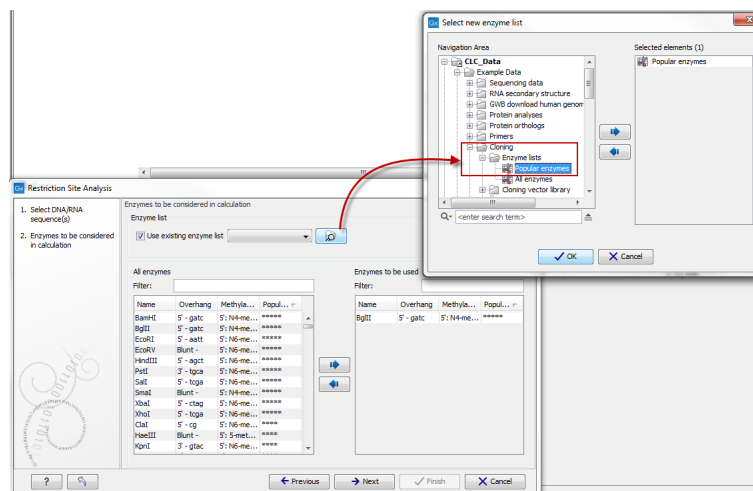 Select new enzyme list
Navigation Area
Selected elements (1)
CLC_Data
Example Data
Sequencing data
RNA secondary structure
GWB download human genom
Protein analyses
Protein orthologs
Primers
Cloning
Enzyme lists
Popular enzymes
All enzymes
Cloning vector library
Popular enzymes
<enter search term>
OK
Cancel
Restriction Site Analysis
1. Select DNA/RNA
sequence(s)
2. Enzymes to be considered
in calculation
Enzymes to be considered in calculation
Enzyme list
Use existing enzyme list
All enzymes
Filter:
Name Overhang Methyla... Popul...
BamHI 5' - gatc 5': N4-me... *****
BglII 5' - gatc 5': N4-me... *****
EcoRI 5' - aatt 5': N6-me... *****
EcoRV Blunt - 5': N6-me... *****
HindIII 5' - agct 5': N6-me... *****
PstI 3' - tgca 5': N6-me... *****
SalI 5' - tcga 5': N6-me... *****
SmaI Blunt - 5': N4-me... *****
XbaI 5' - ctag 5': N6-me... *****
XhoI 5' - tcga 5': N6-me... *****
ClaI 5' - cg 5': N6-me... ****
HaeIII Blunt - 5': 5-met... ****
KpnI 3' - gtac 5': N6-me... ****
Enzymes to be used
Filter:
Name Overhang Methyla... Popul...
BglII 5' - gatc 5': N4-me... *****
?
Previous
Next
Finish
Cancel